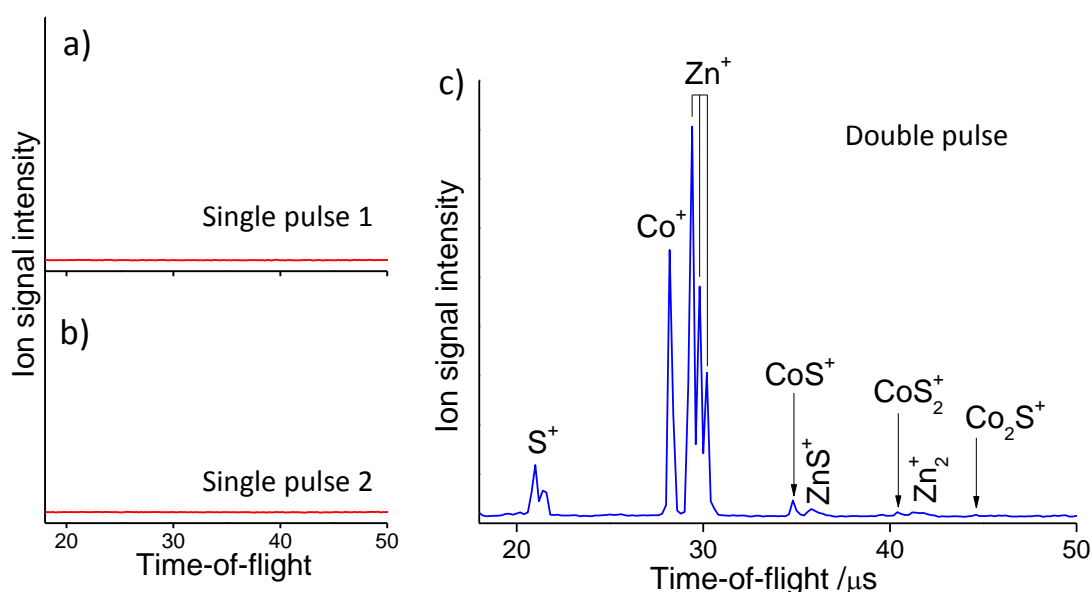 a)
Single pulse 1
b)
Single pulse 2
Ion signal intensity
20 30 40 50
Time-of-flight
c)
Double pulse
Zn⁺
Co⁺
S⁺
CoS⁺
ZnS⁺
CoS₂⁺
Zn₂⁺
Co₂S⁺
Ion signal intensity
20 30 40 50
Time-of-flight /μs